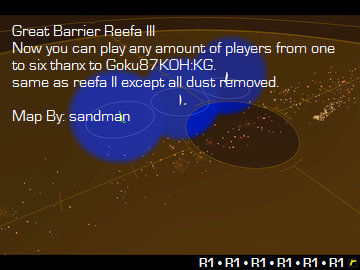 Great Barrier Reefa III
Now you can play any amount of players from one
to six thanx to Goku87KOH:KG.
same as reefa II except all dust removed.
Map By: sandman
R1 • R1 • R1 • R1 • R1 • R1 r